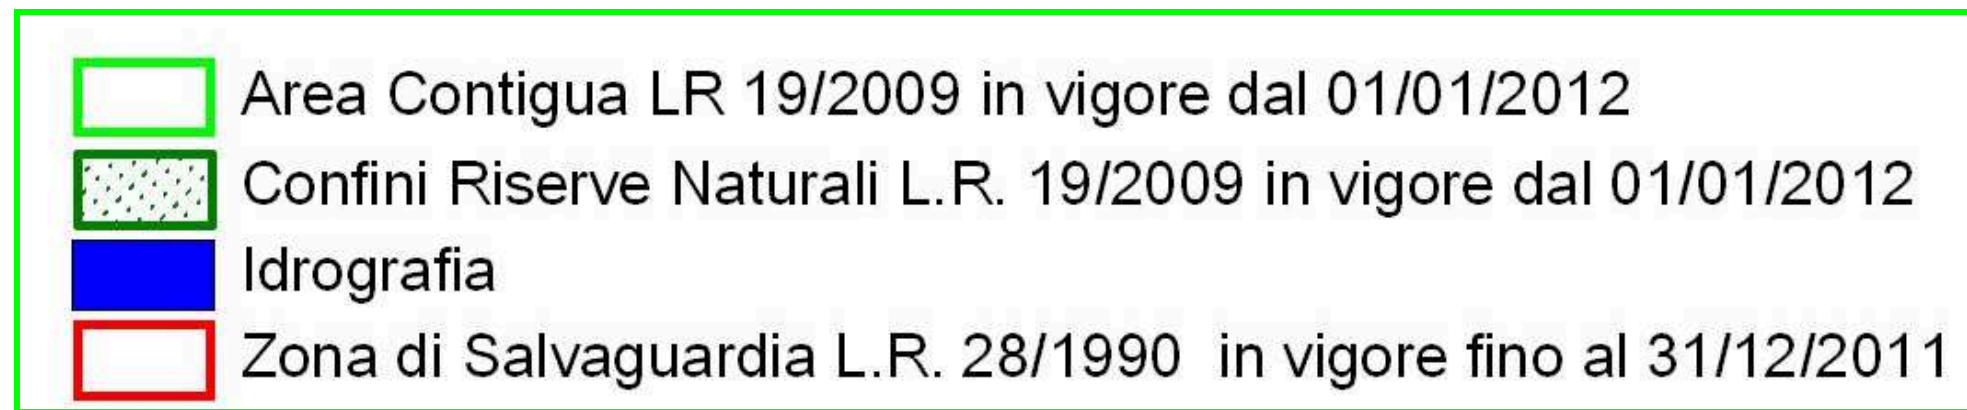 Area Contigua LR 19/2009 in vigore dal 01/01/2012
Confini Riserve Naturali L.R. 19/2009 in vigore dal 01/01/2012
Idrografia
Zona di Salvaguardia L.R. 28/1990 in vigore fino al 31/12/2011